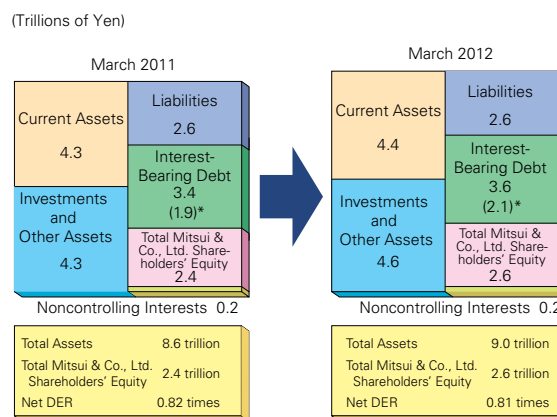 (Trillions of Yen)
March 2011
Current Assets
4.3
Investments
and
Other Assets
4.3
Liabilities
2.6
Interest-
Bearing Debt
3.4
(1.9)*
Total Mitsui &
Co., Ltd. Share-
holders' Equity
2.4
Noncontrolling Interests 0.2
Total Assets 8.6 trillion
Total Mitsui & Co., Ltd.
Shareholders' Equity 2.4 trillion
Net DER 0.82 times
March 2012
Current Assets
4.4
Investments
and
Other Assets
4.6
Liabilities
2.6
Interest-
Bearing Debt
3.6
(2.1)*
Total Mitsui &
Co., Ltd. Share-
holders' Equity
2.6
Noncontrolling Interests 0.2
Total Assets 9.0 trillion
Total Mitsui & Co., Ltd.
Shareholders' Equity 2.6 trillion
Net DER 0.81 times